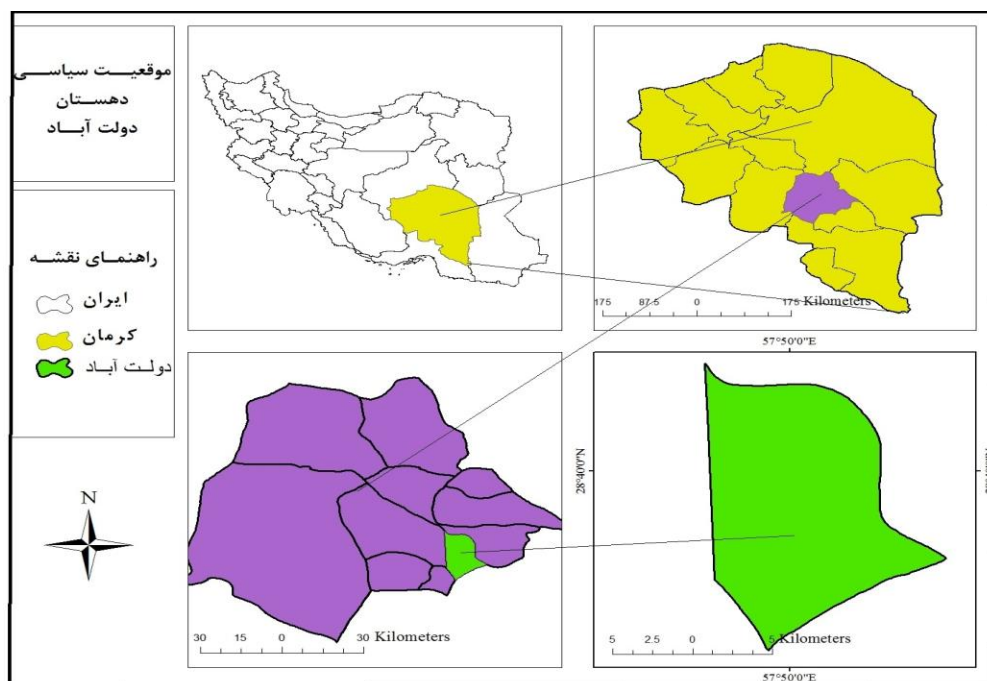 موقعیت سیاسی
دهستان
دولت آباد
راهنمای نقشه
ایران
کرمان
دولت آباد
N
175 87.5 0 175 Kilometers
57°50'0"E
30 15 0 30 Kilometers
28°40'0"N
5 2.5 0 5 Kilometers
57°50'0"E